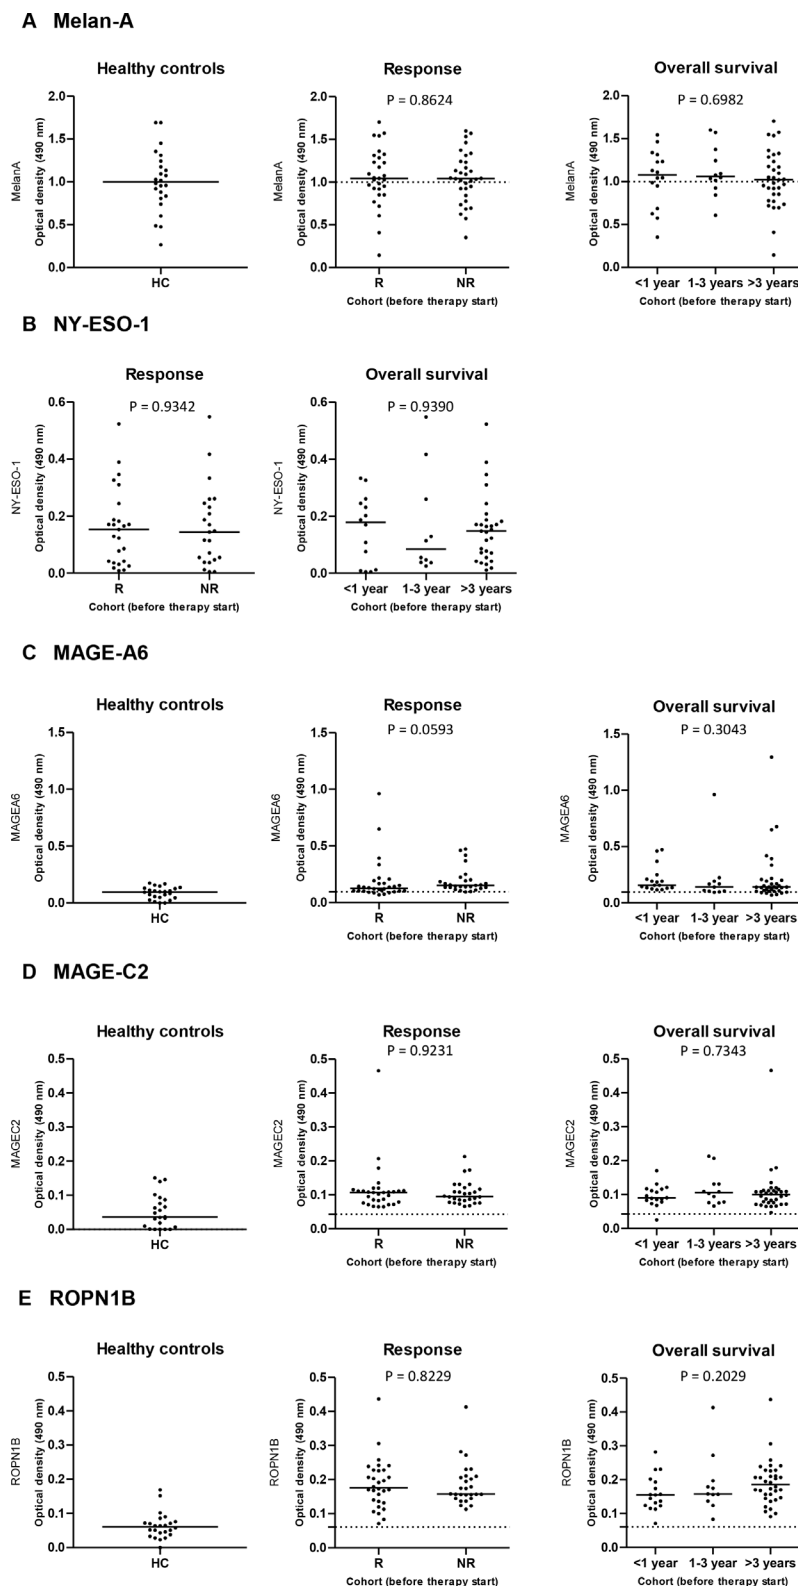 A Melan-A
Healthy controls
Response
Overall survival
P = 0.8624
P = 0.6982
MelanA
Optical density (490 nm)
2.0
1.5
1.0
0.5
0.0
HC
MelanA
Optical density (490 nm)
2.0
1.5
1.0
0.5
0.0
R NR
Cohort (before therapy start)
MelanA
Optical density (490 nm)
2.0
1.5
1.0
0.5
0.0
<1 year 1-3 years >3 years
Cohort (before therapy start)
B NY-ESO-1
Response
Overall survival
P = 0.9342
P = 0.9390
NY-ESO-1
Optical density (490 nm)
0.6
0.4
0.2
0.0
R NR
Cohort (before therapy start)
NY-ESO-1
Optical density (490 nm)
0.6
0.4
0.2
0.0
<1 year 1-3 year >3 years
Cohort (before therapy start)
C MAGE-A6
Healthy controls
Response
Overall survival
P = 0.0593
P = 0.3043
MAGEA6
Optical density (490 nm)
1.5
1.0
0.5
0.0
HC
MAGEA6
Optical density (490 nm)
1.5
1.0
0.5
0.0
R NR
Cohort (before therapy start)
MAGEA6
Optical density (490 nm)
1.5
1.0
0.5
0.0
<1 year 1-3 year >3 years
Cohort (before therapy start)
D MAGE-C2
Healthy controls
Response
Overall survival
P = 0.9231
P = 0.7343
MAGEC2
Optical density (490 nm)
0.5
0.4
0.3
0.2
0.1
0.0
HC
MAGEC2
Optical density (490 nm)
0.5
0.4
0.3
0.2
0.1
0.0
R NR
Cohort (before therapy start)
MAGEC2
Optical density (490 nm)
0.5
0.4
0.3
0.2
0.1
0.0
<1 year 1-3 years >3 years
Cohort (before therapy start)
E ROPN1B
Healthy controls
Response
Overall survival
P = 0.8229
P = 0.2029
ROPN1B
Optical density (490 nm)
0.5
0.4
0.3
0.2
0.1
0.0
HC
ROPN1B
Optical density (490 nm)
0.5
0.4
0.3
0.2
0.1
0.0
R NR
Cohort (before therapy start)
ROPN1B
Optical density (490 nm)
0.5
0.4
0.3
0.2
0.1
0.0
<1 year 1-3 year >3 years
Cohort (before therapy start)